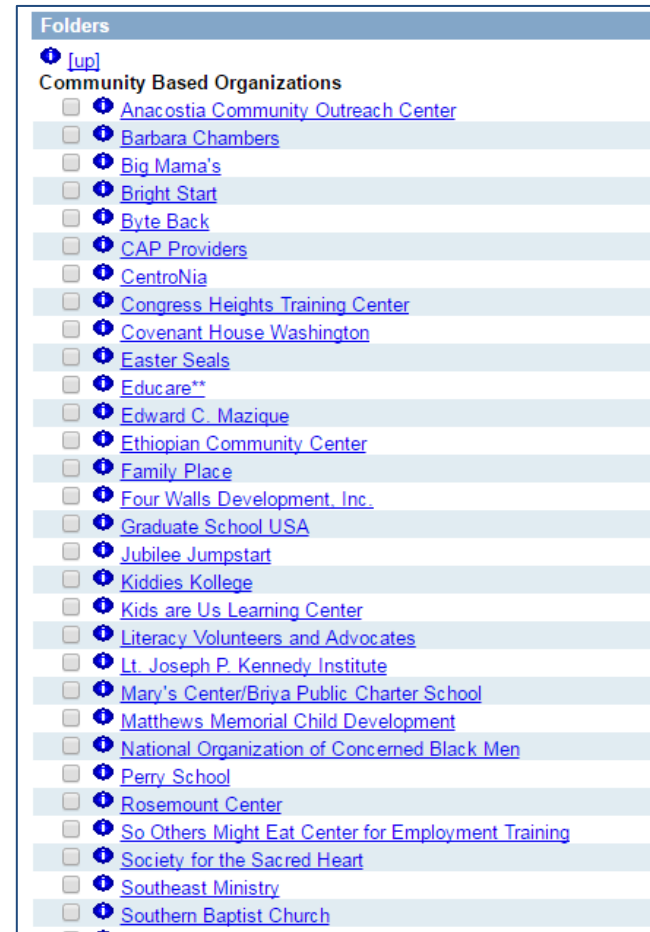 Folders
[up]
Community Based Organizations
Anacostia Community Outreach Center
Barbara Chambers
Big Mama's
Bright Start
Byte Back
CAP Providers
CentroNia
Congress Heights Training Center
Covenant House Washington
Easter Seals
Educare**
Edward C. Mazique
Ethiopian Community Center
Family Place
Four Walls Development, Inc.
Graduate School USA
Jubilee Jumpstart
Kiddies Kollege
Kids are Us Learning Center
Literacy Volunteers and Advocates
Lt. Joseph P. Kennedy Institute
Mary's Center/Briya Public Charter School
Matthews Memorial Child Development
National Organization of Concerned Black Men
Perry School
Rosemount Center
So Others Might Eat Center for Employment Training
Society for the Sacred Heart
Southeast Ministry
Southern Baptist Church